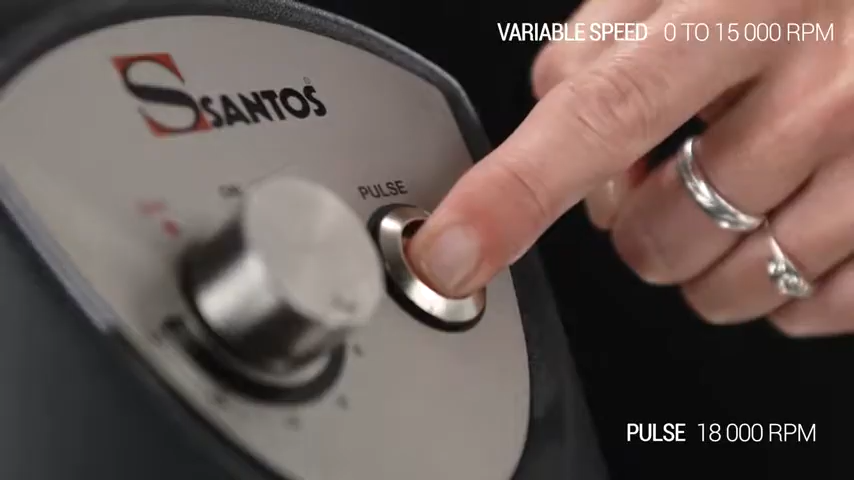 VARIABLE SPEED 0 TO 15 000 RPM
SANTOS
PULSE
PULSE 18 000 RPM